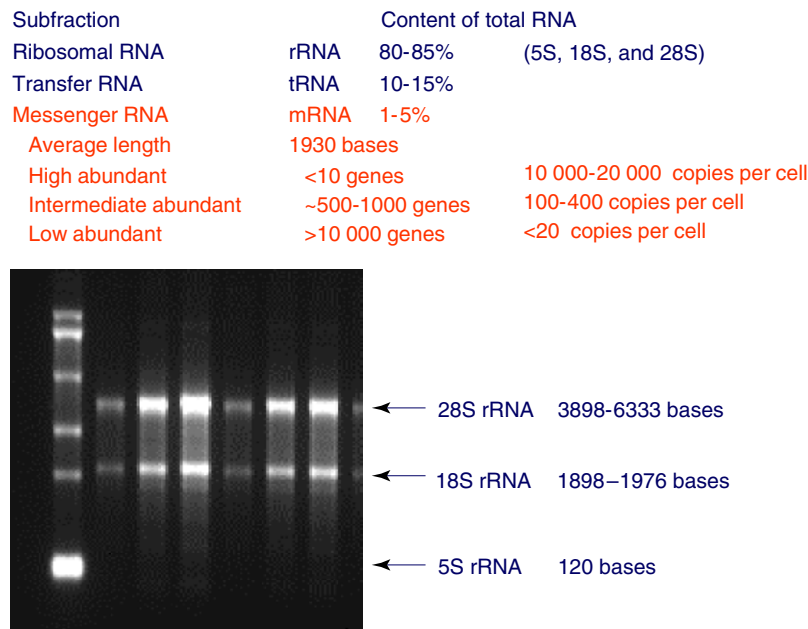 Subfraction Content of total RNA
Ribosomal RNA rRNA 80-85% (5S, 18S, and 28S)
Transfer RNA tRNA 10-15%
Messenger RNA mRNA 1-5%
Average length 1930 bases
High abundant <10 genes 10 000-20 000 copies per cell
Intermediate abundant ~500-1000 genes 100-400 copies per cell
Low abundant >10 000 genes <20 copies per cell
28S rRNA 3898-6333 bases
18S rRNA 1898–1976 bases
5S rRNA 120 bases